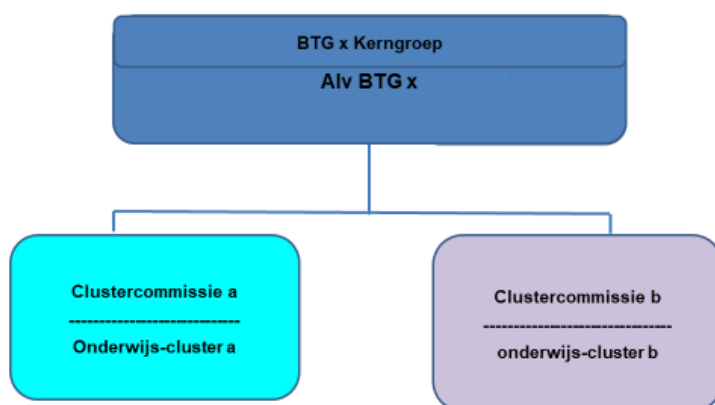 BTG x Kerngroep
Alv BTG x
Clustercommissie a
----------------------------
Onderwijs-cluster a
Clustercommissie b
--------------------------------
onderwijs-cluster b